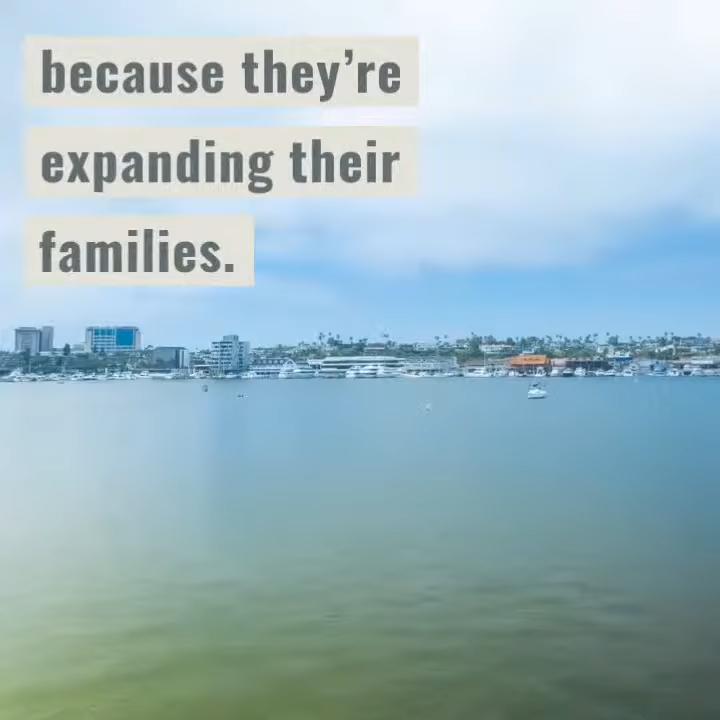 because they’re
expanding their
families.